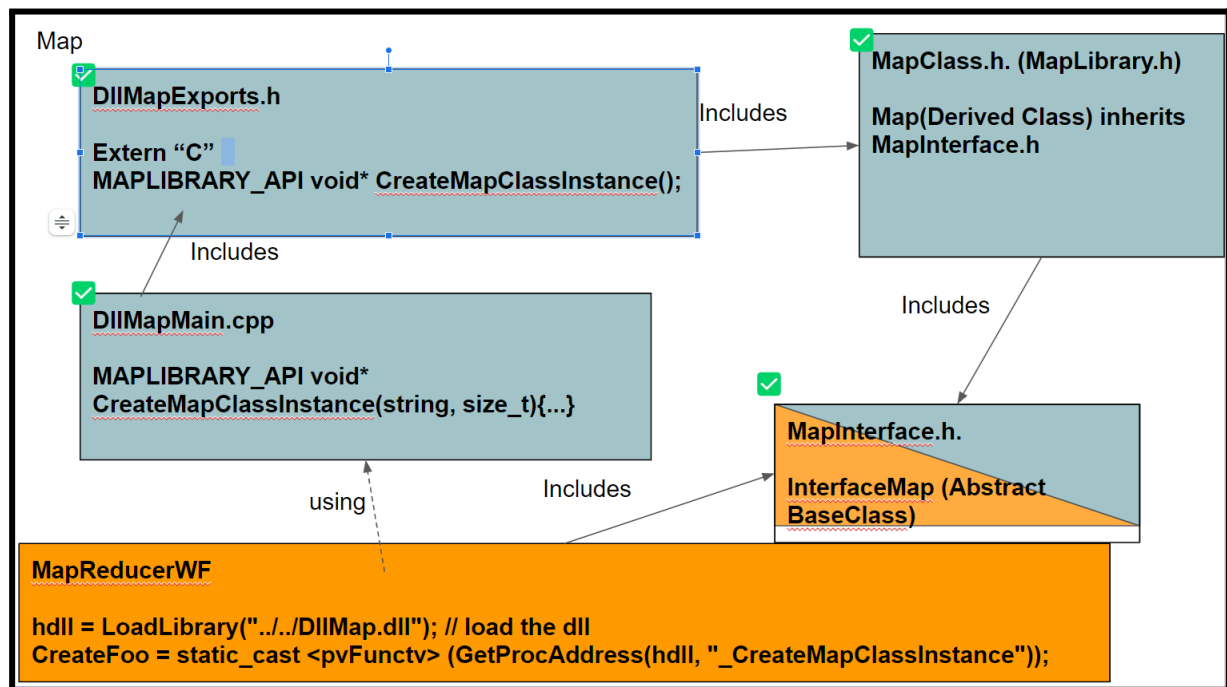 Map
DllMapExports.h
Extern “C”
MAPLIBRARY_API void* CreateMapClassInstance();
Includes
MapClass.h. (MapLibrary.h)
Map(Derived Class) inherits
MapInterface.h
Includes
DllMapMain.cpp
MAPLIBRARY_API void*
CreateMapClassInstance(string, size_t){...}
Includes
MapInterface.h.
InterfaceMap (Abstract
BaseClass)
using
Includes
MapReducerWF
hdll = LoadLibrary("../../DllMap.dll"); // load the dll
CreateFoo = static_cast <pvFunctv> (GetProcAddress(hdll, "_CreateMapClassInstance"));